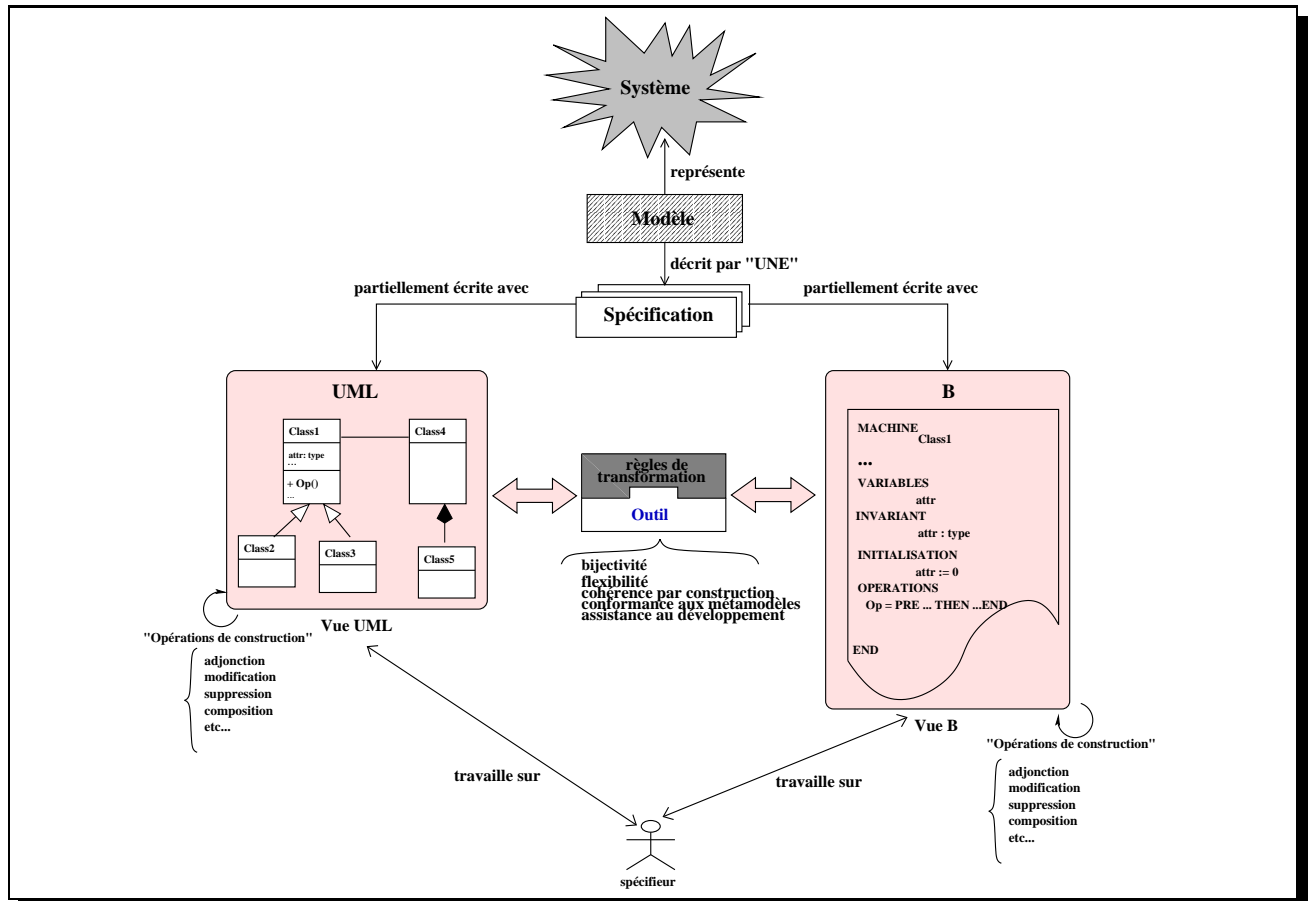 Système
représente
Modèle
décrit par "UNE"
partiellement écrite avec
partiellement écrite avec
Spécification
UML
Class1
attr: type
...
+ Op()
...
Class4
Class2
Class3
Class5
Vue UML
"Opérations de construction"
adjonction
modification
suppression
composition
etc...
règles de
transformation
Outil
bijectivité
flexibilité
cohérence par construction
conformance aux métamodèles
assistance au développement
B
MACHINE
Class1
...
VARIABLES
attr
INVARIANT
attr : type
INITIALISATION
attr := 0
OPERATIONS
Op = PRE ... THEN ...END
END
Vue B
"Opérations de construction"
adjonction
modification
suppression
composition
etc...
travaille sur
travaille sur
spécifieur